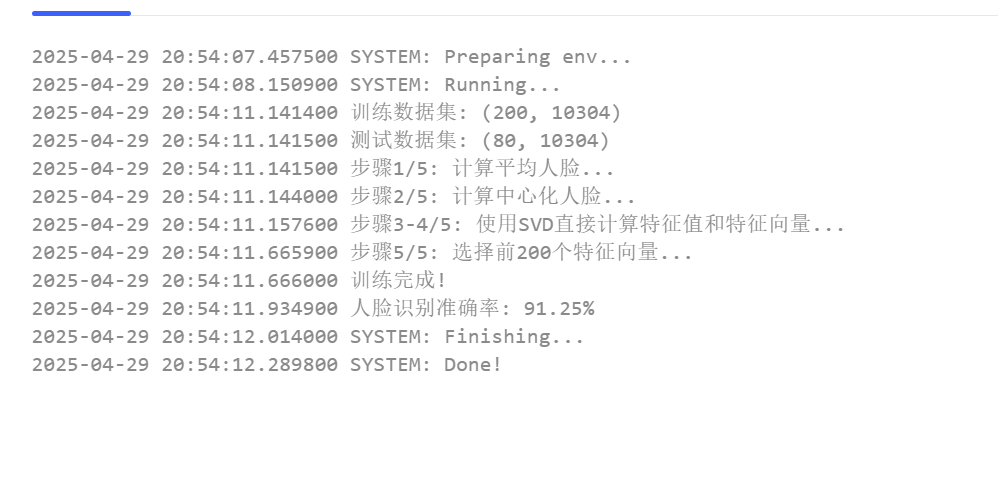 2025-04-29 20:54:07.457500 SYSTEM: Preparing env...
2025-04-29 20:54:08.150900 SYSTEM: Running...
2025-04-29 20:54:11.141400 训练数据集: (200, 10304)
2025-04-29 20:54:11.141500 测试数据集: (80, 10304)
2025-04-29 20:54:11.141500 步骤1/5: 计算平均人脸...
2025-04-29 20:54:11.144000 步骤2/5: 计算中心化人脸...
2025-04-29 20:54:11.157600 步骤3-4/5: 使用SVD直接计算特征值和特征向量...
2025-04-29 20:54:11.665900 步骤5/5: 选择前200个特征向量...
2025-04-29 20:54:11.666000 训练完成!
2025-04-29 20:54:11.934900 人脸识别准确率: 91.25%
2025-04-29 20:54:12.014000 SYSTEM: Finishing...
2025-04-29 20:54:12.289800 SYSTEM: Done!